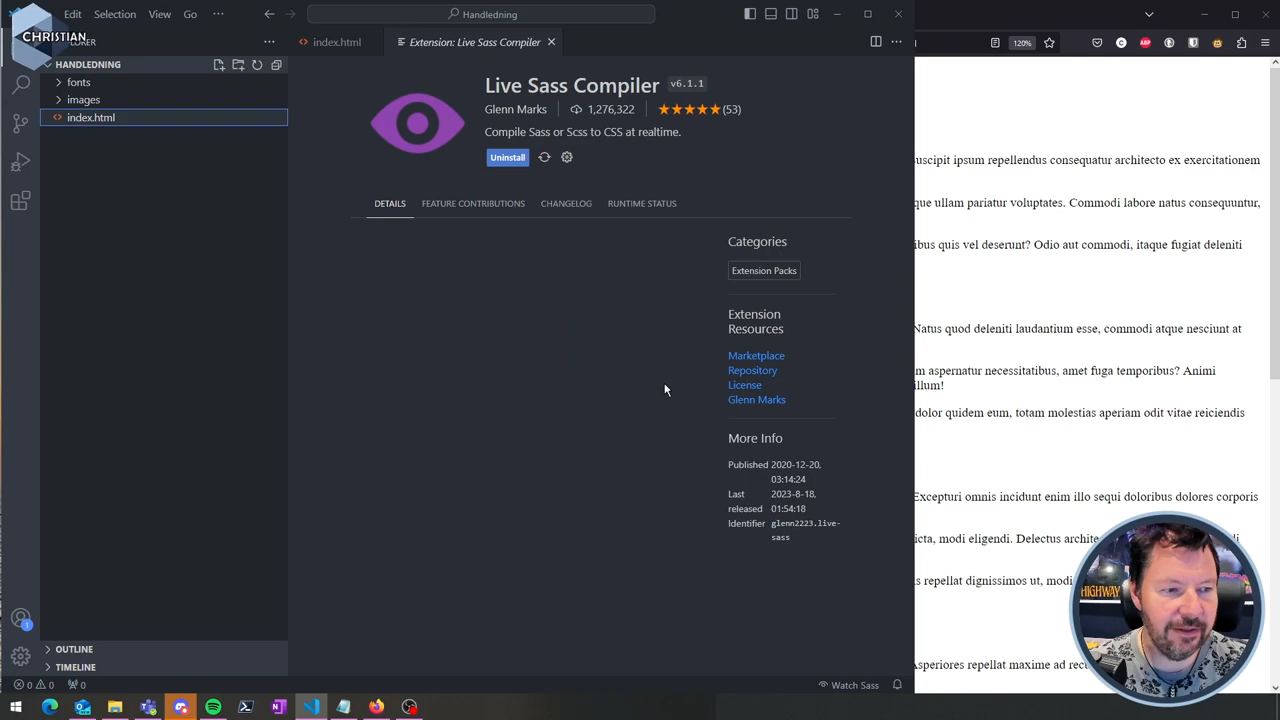 Edit Selection View Go ···
Handledning
CHRISTIAN
index.html
Extension: Live Sass Compiler
120%
HANDLEDNING
fonts
images
index.html
Live Sass Compiler v6.1.1
Glenn Marks 1,276,322 (53)
Compile Sass or Scss to CSS at realtime.
Uninstall
DETAILS FEATURE CONTRIBUTIONS CHANGELOG RUNTIME STATUS
Categories
Extension Packs
Extension
Resources
Marketplace
Repository
License
Glenn Marks
More Info
Published 2020-12-20,
03:14:24
Last 2023-8-18,
released 01:54:18
Identifier glenn2223.live-
sass
suscipit ipsum repellendus consequatur architecto ex exercitationem
que ullam pariatur voluptates. Commodi labore natus consequuntur,
ibus quis vel deserunt? Odio aut commodi, itaque fugiat deleniti
Natus quod deleniti laudantium esse, commodi atque nesciunt at
m aspernatur necessitatibus, amet fuga temporibus? Animi
illum!
dolor quidem eum, totam molestias aperiam odit vitae reiciendis
Excepturi omnis incidunt enim illo sequi doloribus dolores corporis
icta, modi eligendi. Delectus archite
is repellat dignissimos ut, modi
Asperiores repellat maxime ad
HIGHWAY
OUTLINE
TIMELINE
0 0 0
Watch Sass